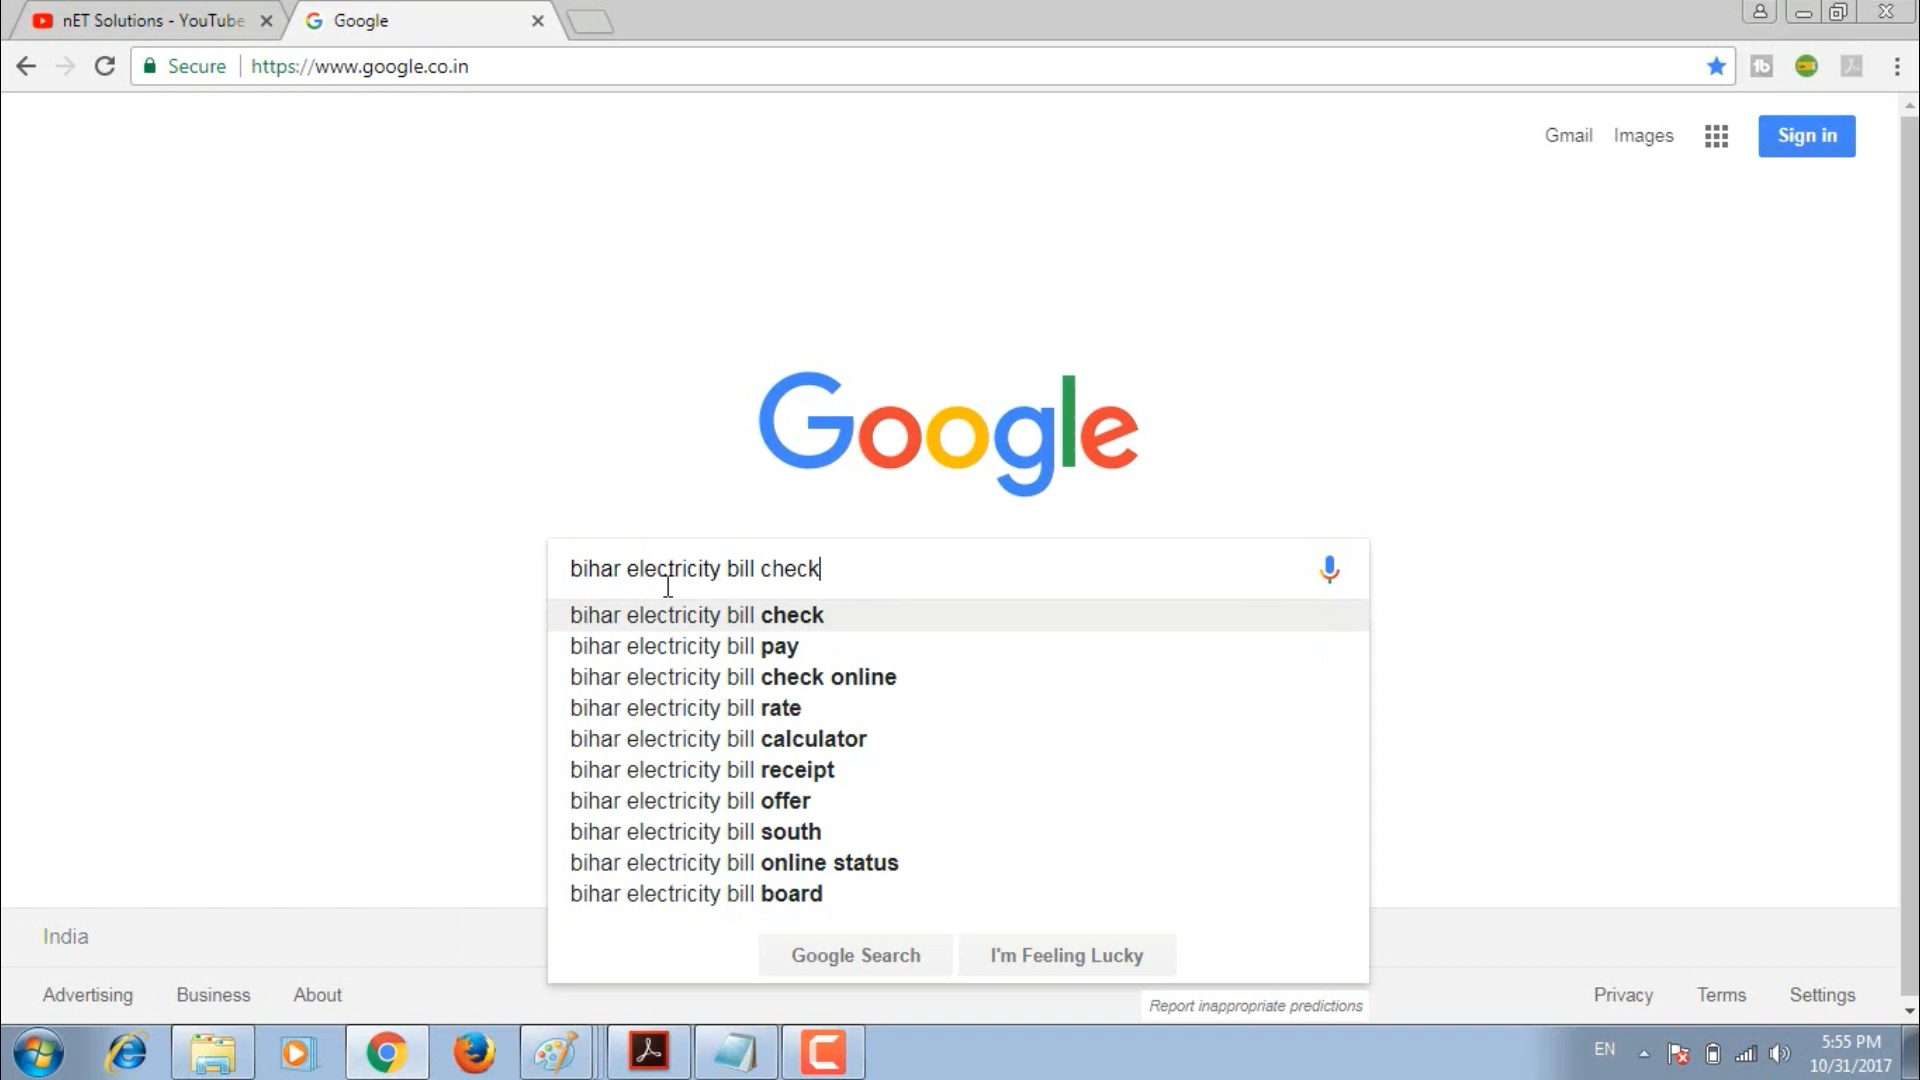 nET Solutions - YouTube
Google
Secure https://www.google.co.in
Gmail Images Sign in
Google
bihar electricity bill check
bihar electricity bill check
bihar electricity bill pay
bihar electricity bill check online
bihar electricity bill rate
bihar electricity bill calculator
bihar electricity bill receipt
bihar electricity bill offer
bihar electricity bill south
bihar electricity bill online status
bihar electricity bill board
Google Search I'm Feeling Lucky
Report inappropriate predictions
India
Advertising Business About Privacy Terms Settings
EN 5:55 PM
10/31/2017